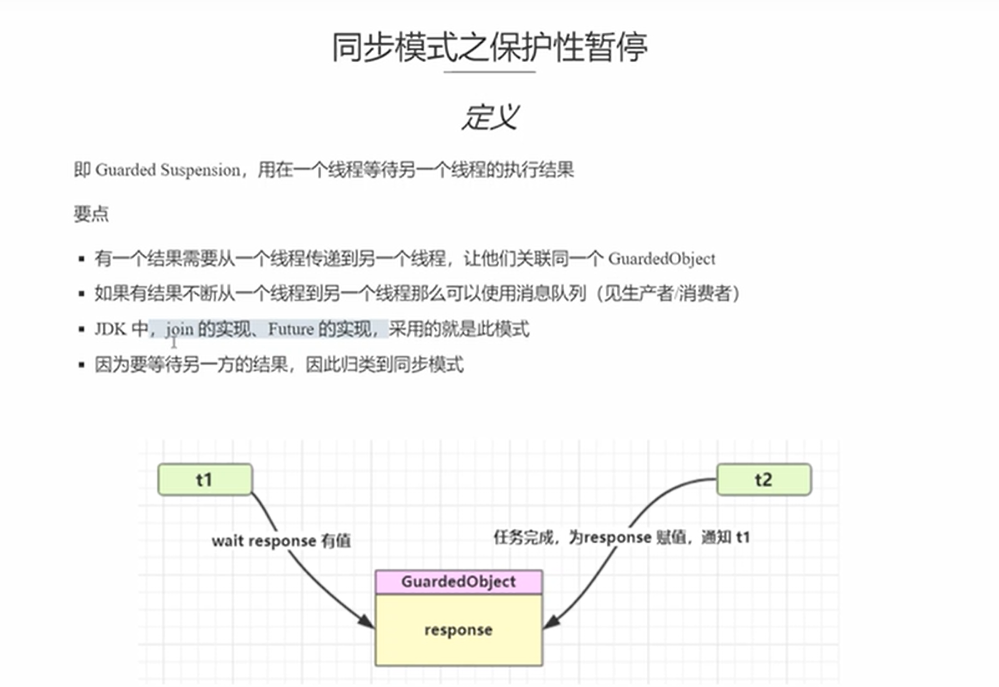 同步模式之保护性暂停
定义
即 Guarded Suspension，用在一个线程等待另一个线程的执行结果
要点
▪ 有一个结果需要从一个线程传递到另一个线程，让他们关联同一个 GuardedObject
▪ 如果有结果不断从一个线程到另一个线程那么可以使用消息队列（见生产者/消费者）
▪ JDK 中，join 的实现、Future 的实现，采用的就是此模式
▪ 因为要等待另一方的结果，因此归类到同步模式
t1
t2
wait response 有值
任务完成，为response 赋值，通知 t1
GuardedObject
response